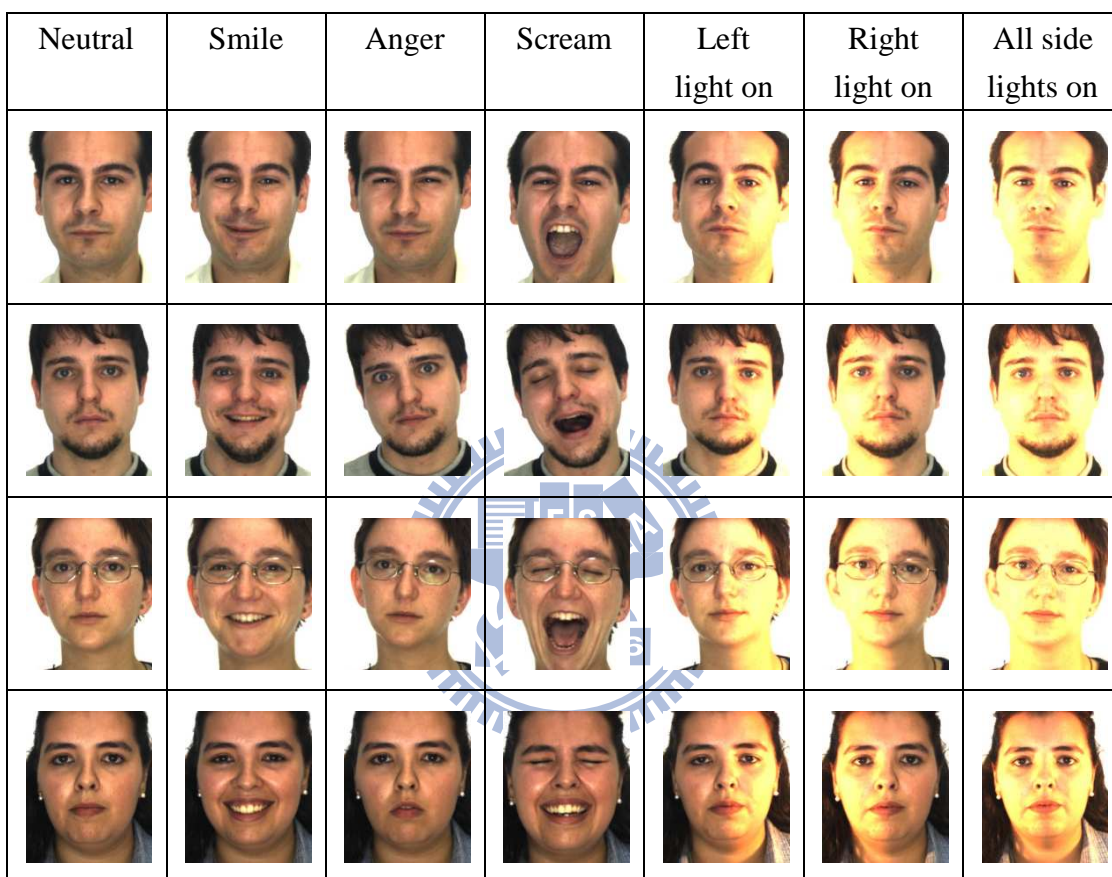 Neutral
Smile
Anger
Scream
Left
light on
Right
light on
All side
lights on